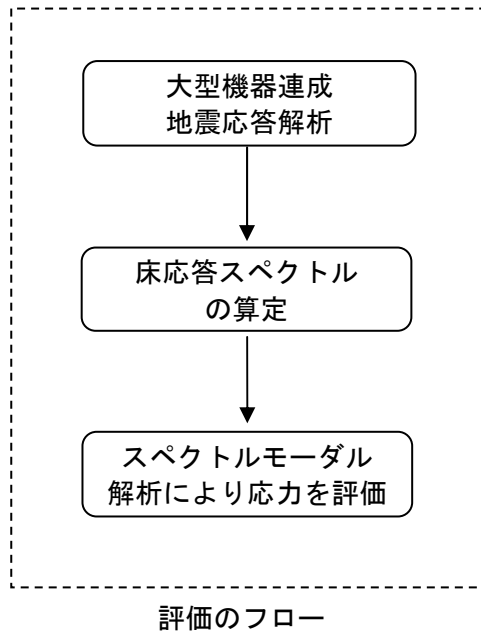 大型機器連成
地震応答解析
床応答スペクトル
の算定
スペクトルモーダル
解析により応力を評価
評価のフロー